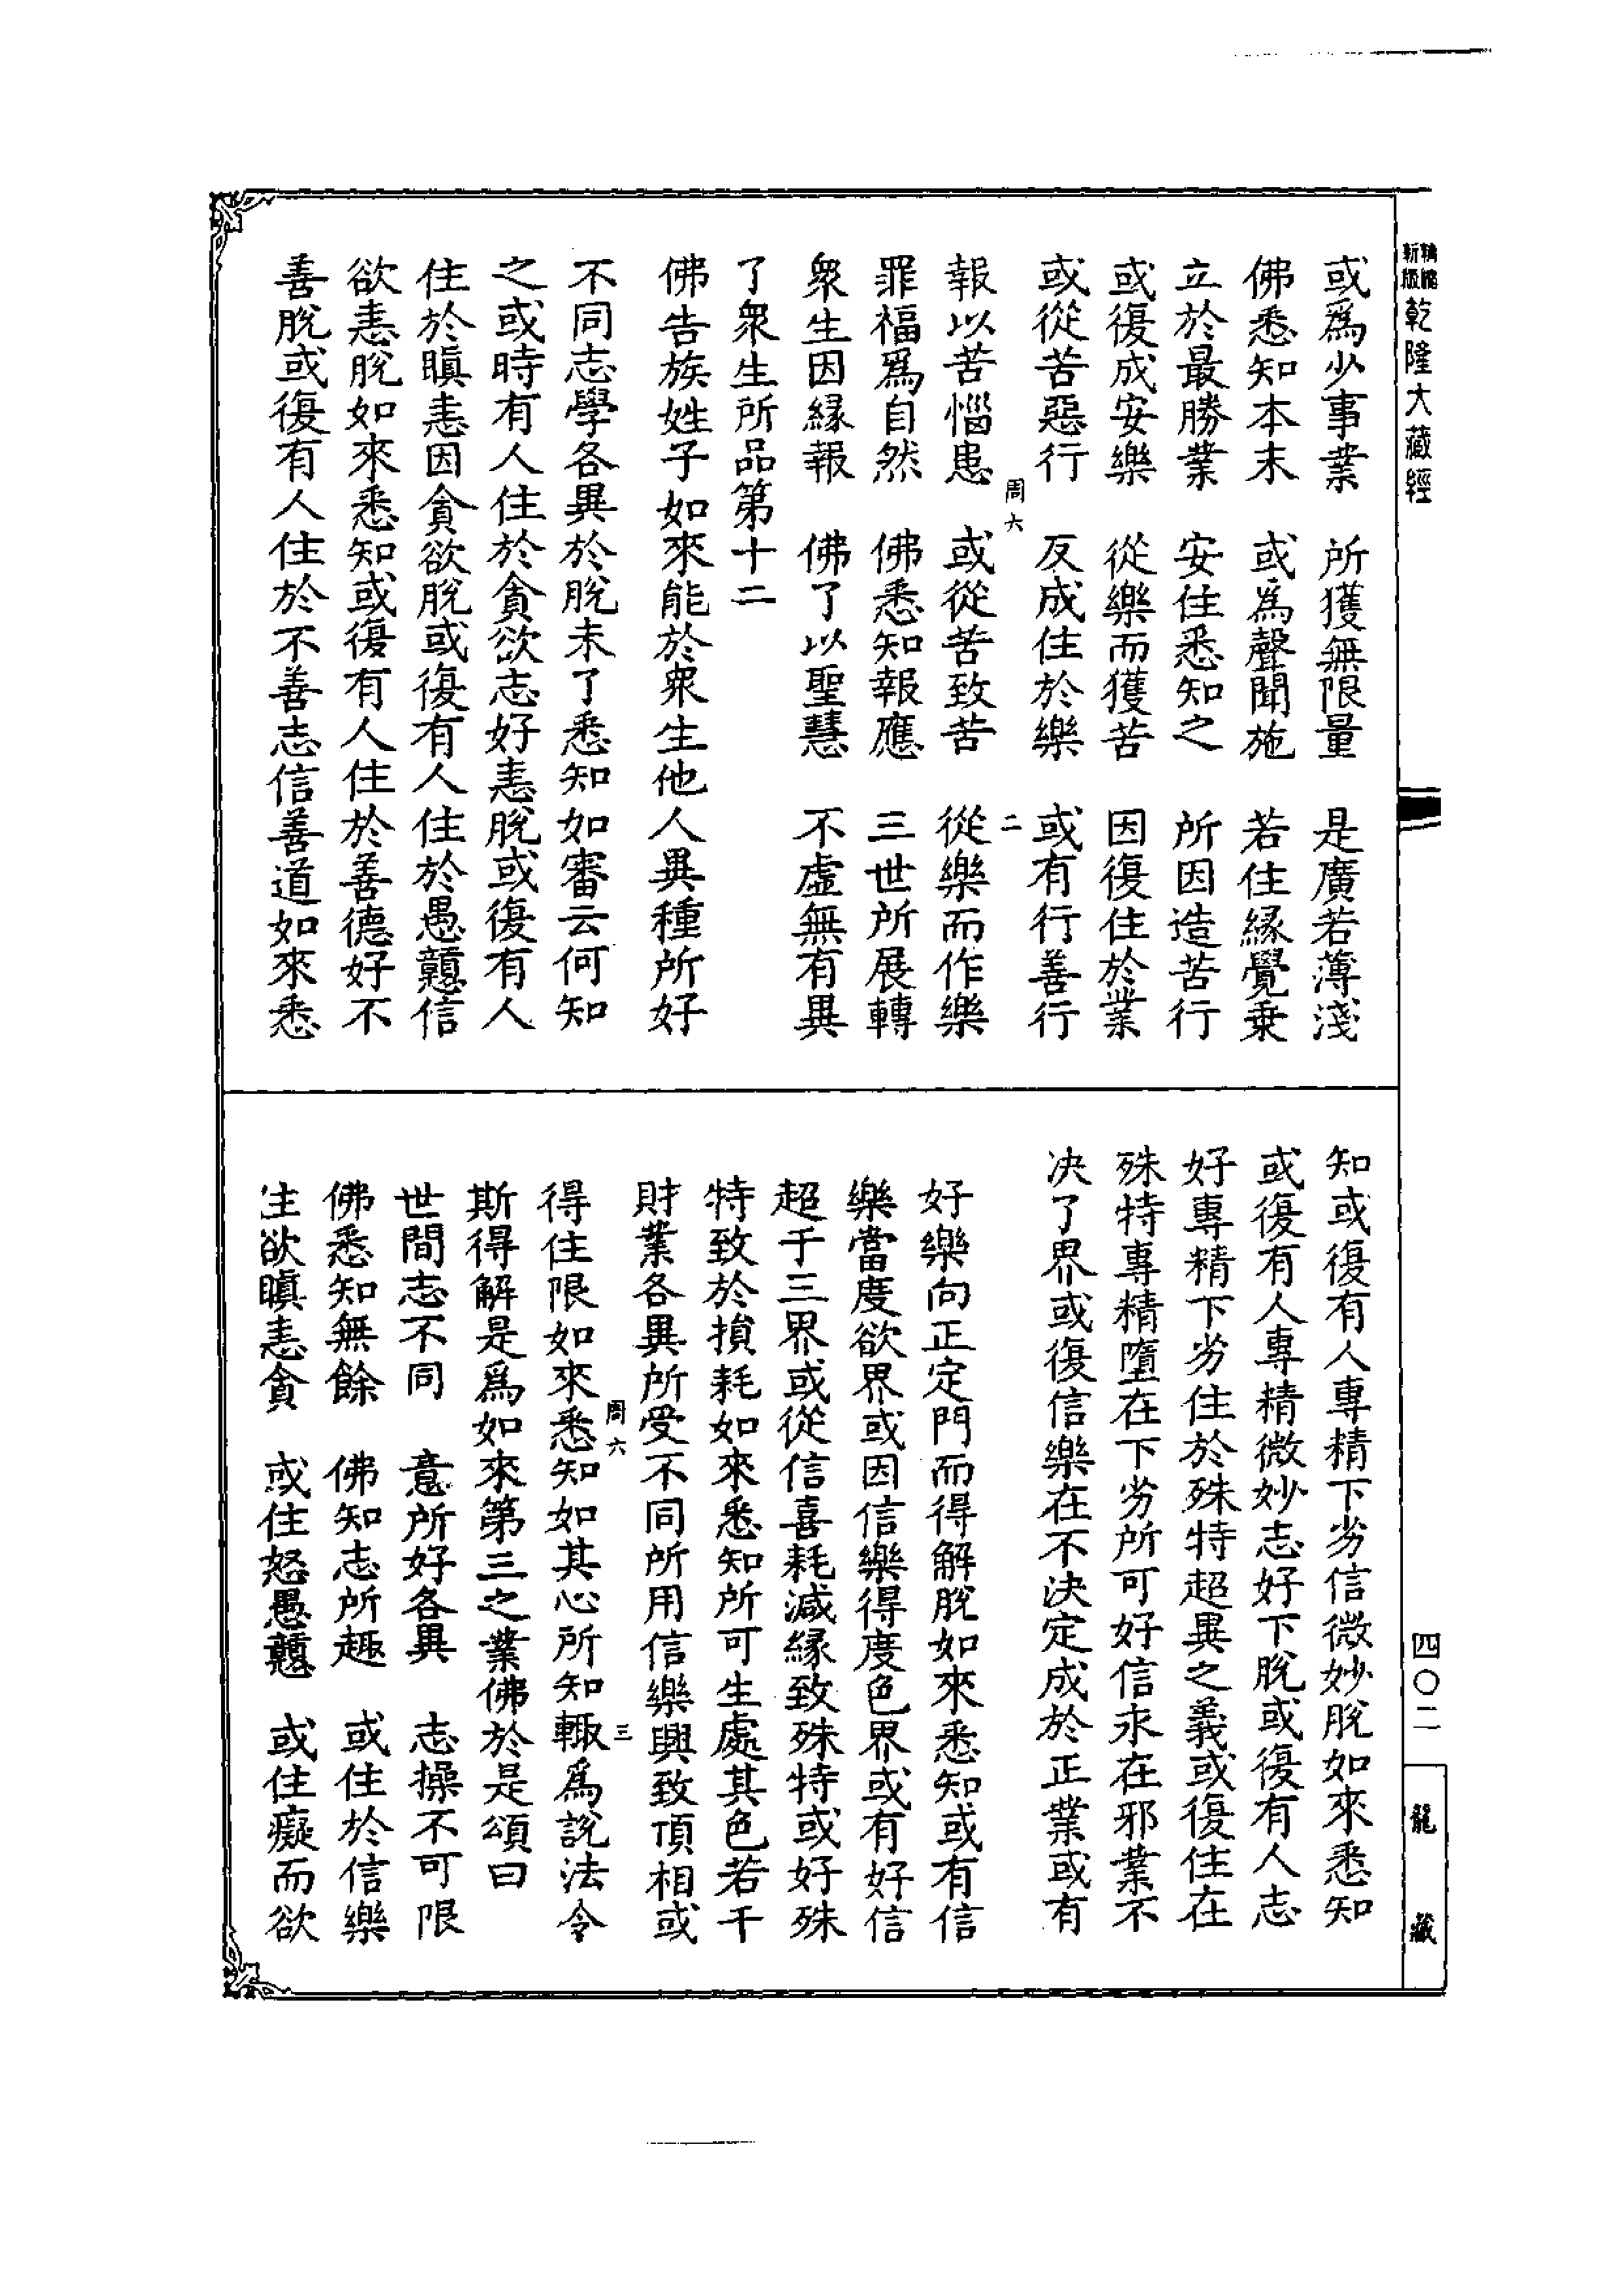 乾隆大藏經
或爲少事業　所獲無限量　是廣若薄淺
佛悉知本末　或爲聲聞施　若住緣覺乗
立於最勝業　安住悉知之　所因造苦行
或復成安樂　從樂而獲苦　因復住於業
或從苦惡行　反成住於樂　或有行善行
周六　二
報以苦惱患　或從苦致苦　從樂而作樂
罪福爲自然　佛悉知報應　三世所展轉
衆生因緣報　佛了以聖慧　不虛無有異
了衆生所品第十二
佛告族姓子如來能於衆生他人異種所好
不同志學各異於脫未了悉知如審云何知
之或時有人住於貪欲志好恚脫或復有人
住於瞋恚因貪欲脫或復有人住於愚戇信
欲恚脫如來悉知或復有人住於善德好不
善脫或復有人住於不善志信善道如來悉
知或復有人專精下劣信微妙脫如來悉知
或復有人專精微妙志好下脫或復有人志
好專精下劣住於殊特超異之義或復住在
殊特專精墮在下劣所可好信求在邪業不
决了界或復信樂在不决定成於正業或有
好樂向正定門而得解脫如來悉知或有信
樂當度欲界或因信樂得度色界或有好信
超于三界或從信喜耗減緣致殊特或好殊
特致於損耗如來悉知所可生處其色若干
財業各異所受不同所用信樂興致頂相或
周六　三
得住限如來悉知如其心所知輙爲說法令
斯得解是爲如來第三之業佛於是頌曰
世間志不同　意所好各異　志操不可限
佛悉知無餘　佛知志所趣　或住於信樂
生欲瞋恚貪　或住怒愚戇　或住癡而欲
四〇二
龍藏